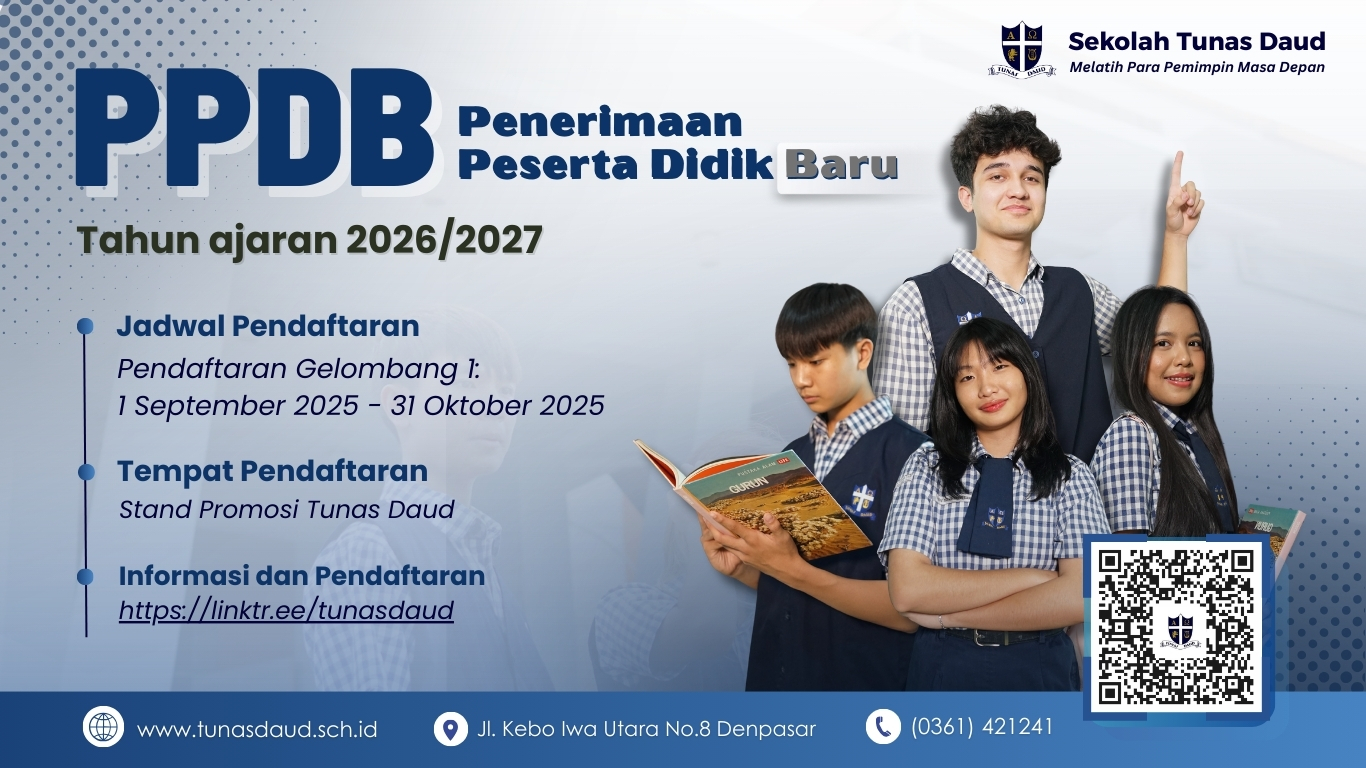 Sekolah Tunas Daud
Melatih Para Pemimpin Masa Depan
TUNAS DAUD
PPDB
Penerimaan
Peserta Didik Baru
Tahun ajaran 2026/2027
Jadwal Pendaftaran
Pendaftaran Gelombang 1:
1 September 2025 - 31 Oktober 2025
Tempat Pendaftaran
Stand Promosi Tunas Daud
Informasi dan Pendaftaran
https://linktr.ee/tunasdaud
GURUN
www.tunasdaud.sch.id
Jl. Kebo Iwa Utara No.8 Denpasar
(0361) 421241